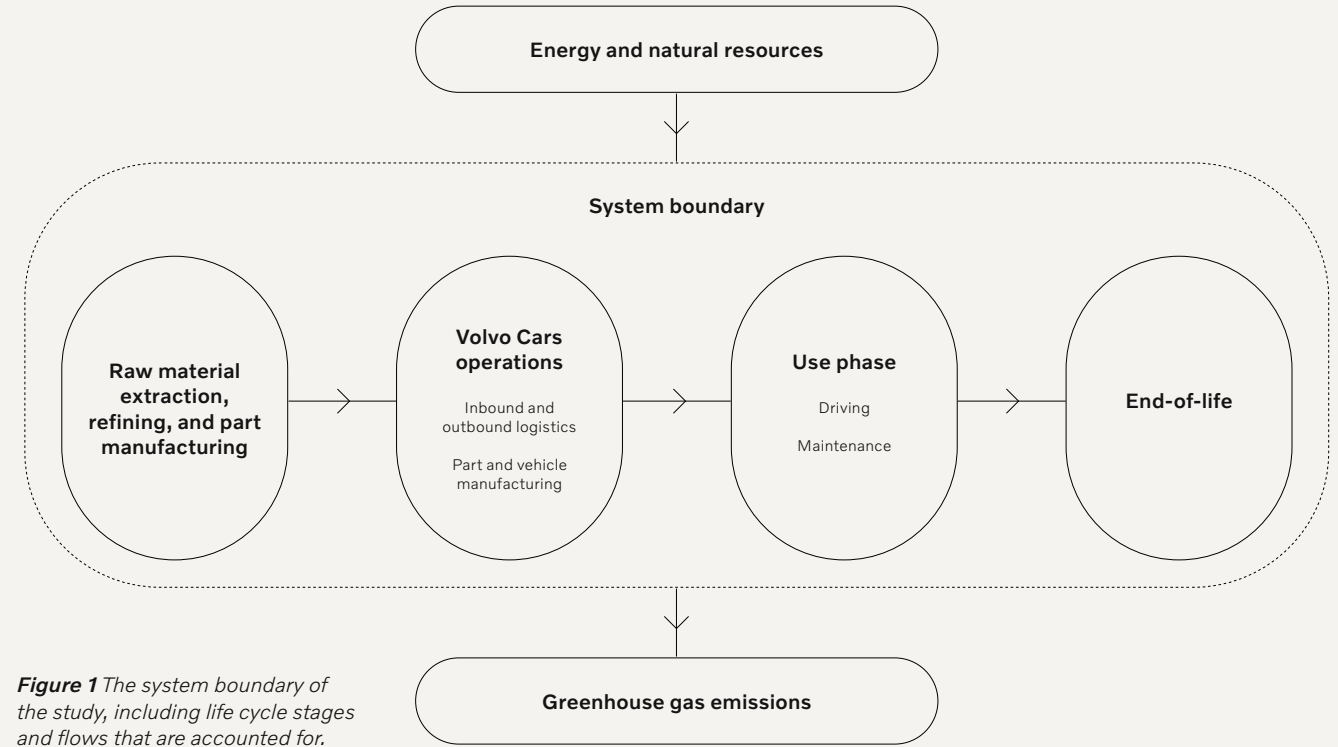 Energy and natural resources
System boundary
Raw material
extraction,
refining, and part
manufacturing
Volvo Cars
operations
Inbound and
outbound logistics
Part and vehicle
manufacturing
Use phase
Driving
Maintenance
End-of-life
Greenhouse gas emissions
Figure 1 The system boundary of
the study, including life cycle stages
and flows that are accounted for.